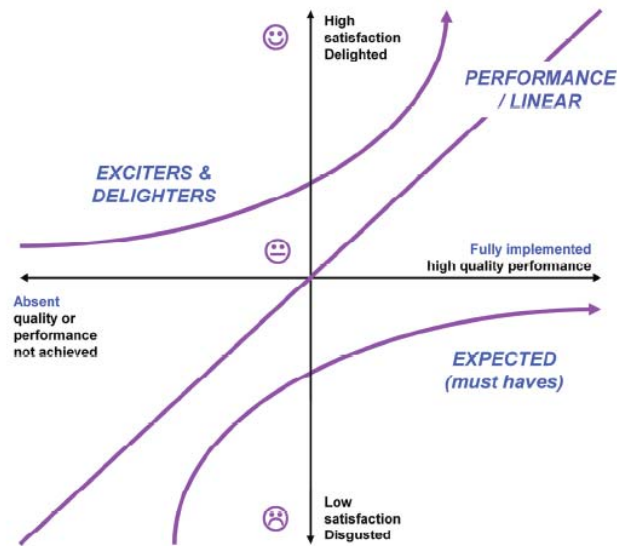 High
satisfaction
Delighted
PERFORMANCE
/ LINEAR
EXCITERS &
DELIGHTERS
Fully implemented
high quality performance
Absent
quality or
performance
not achieved
EXPECTED
(must haves)
Low
satisfaction
Disgusted